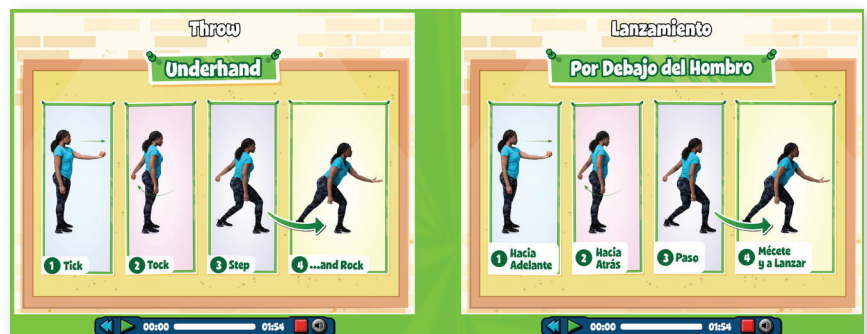 Throw
Underhand
1 Tick
2 Tock
3 Step
4 ...and Rock
00:00
01:54
Lanzamiento
Por Debajo del Hombro
1 Hacia
Adelante
2 Hacia
Atrás
3 Paso
4 Mécete
y a Lanzar
00:00
01:54